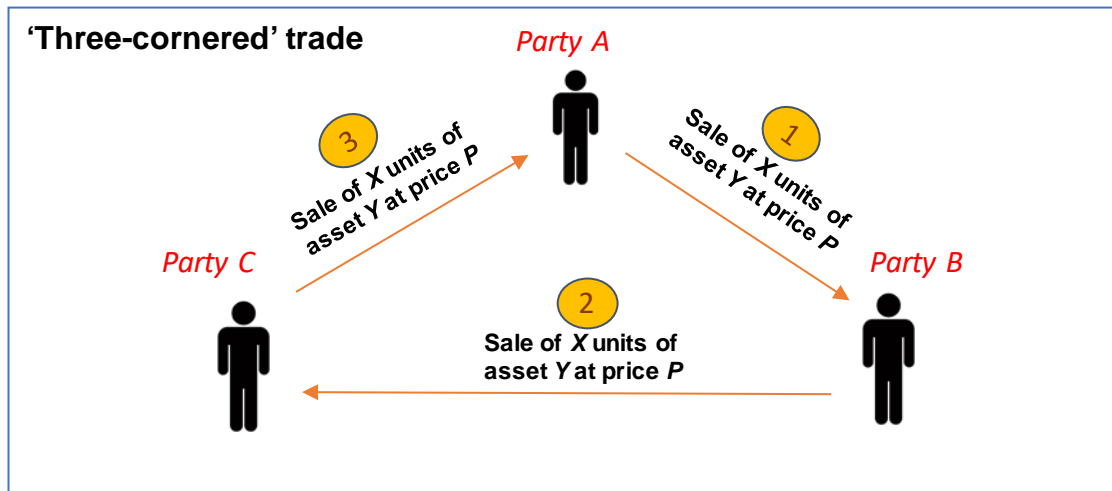 ‘Three-cornered’ trade
Party A
3
Sale of X units of
asset Y at price P
1
Sale of X units of
asset Y at price P
Party C
Party B
2
Sale of X units of
asset Y at price P